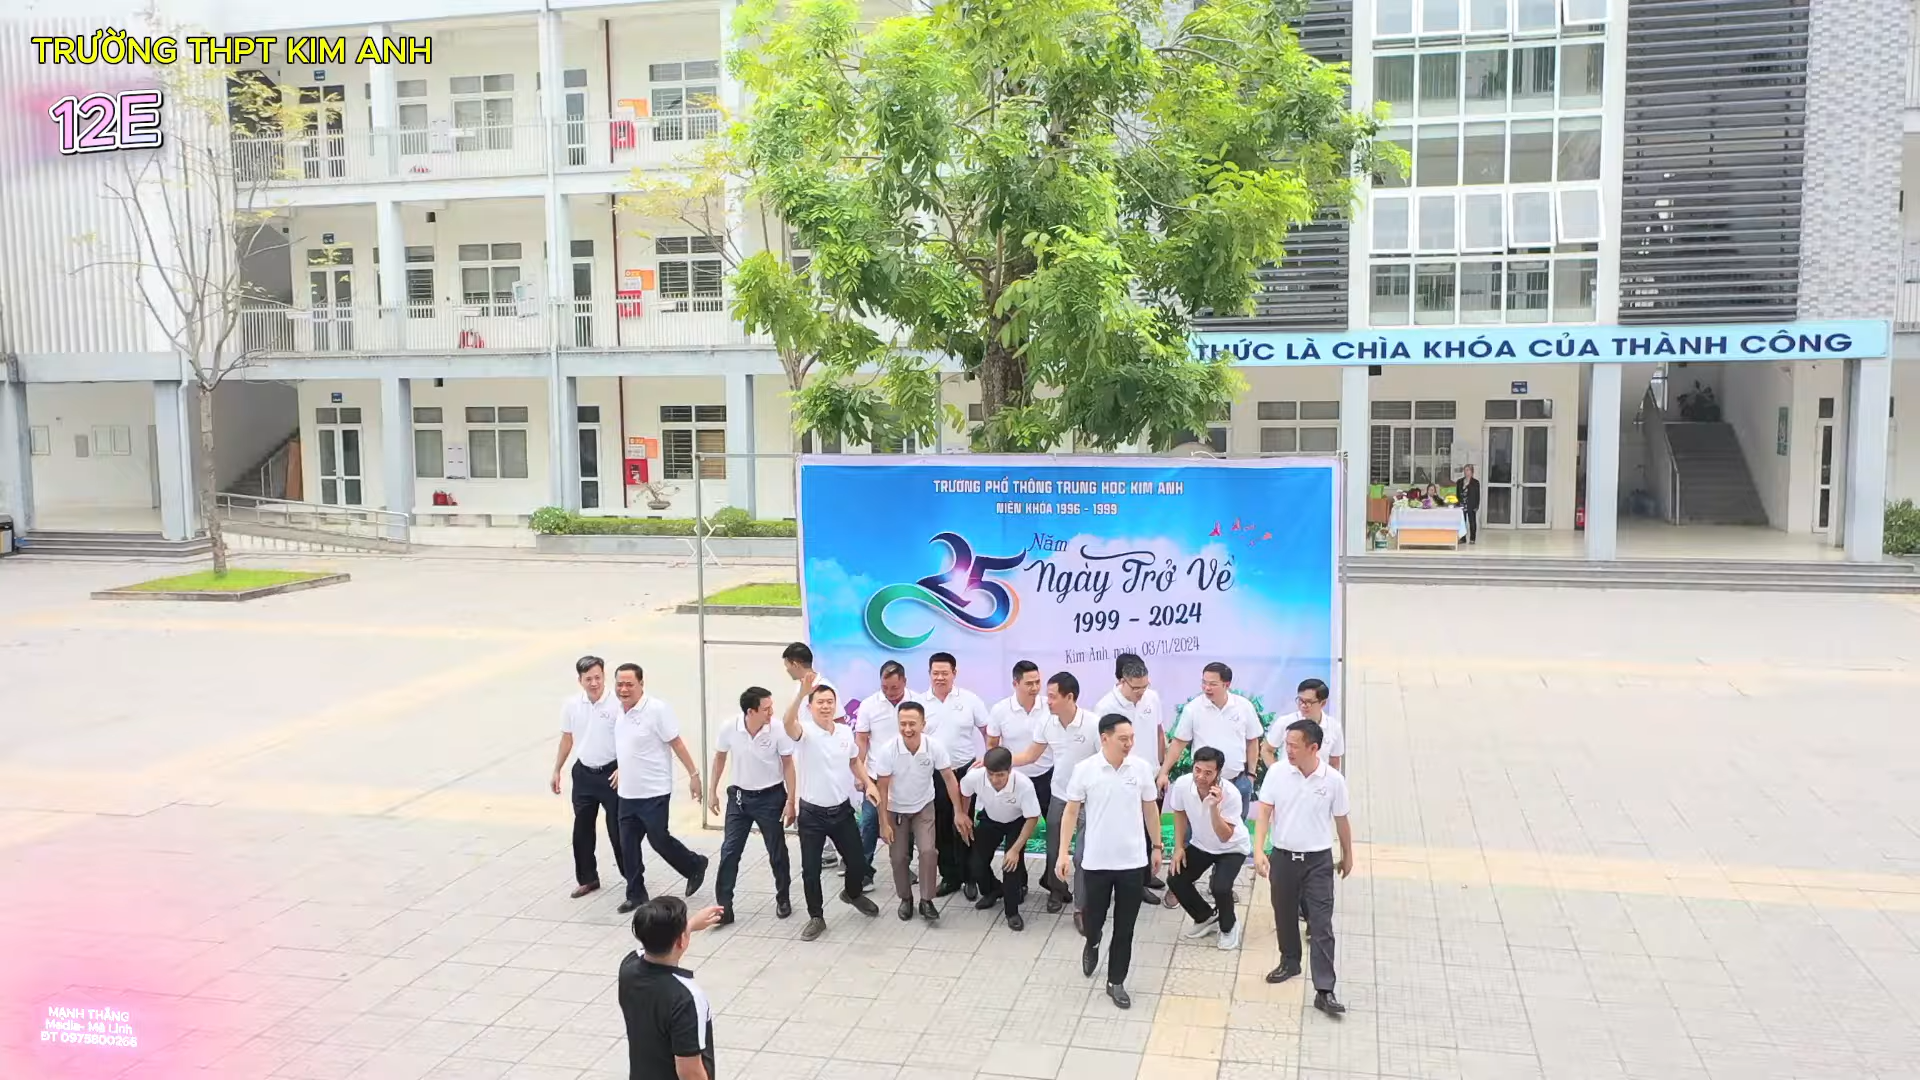 TRƯỜNG THPT KIM ANH
12E
THỨC LÀ CHÌA KHÓA CỦA THÀNH CÔNG
TRƯỜNG PHỔ THÔNG TRUNG HỌC KIM ANH
NIÊN KHÓA 1996 - 1999
25 Năm
Ngày Trở Về
1999 - 2024
Kim Anh, ngày 03/11/2024
MẠNH THẮNG
Media- Mê Linh
ĐT 0975800265